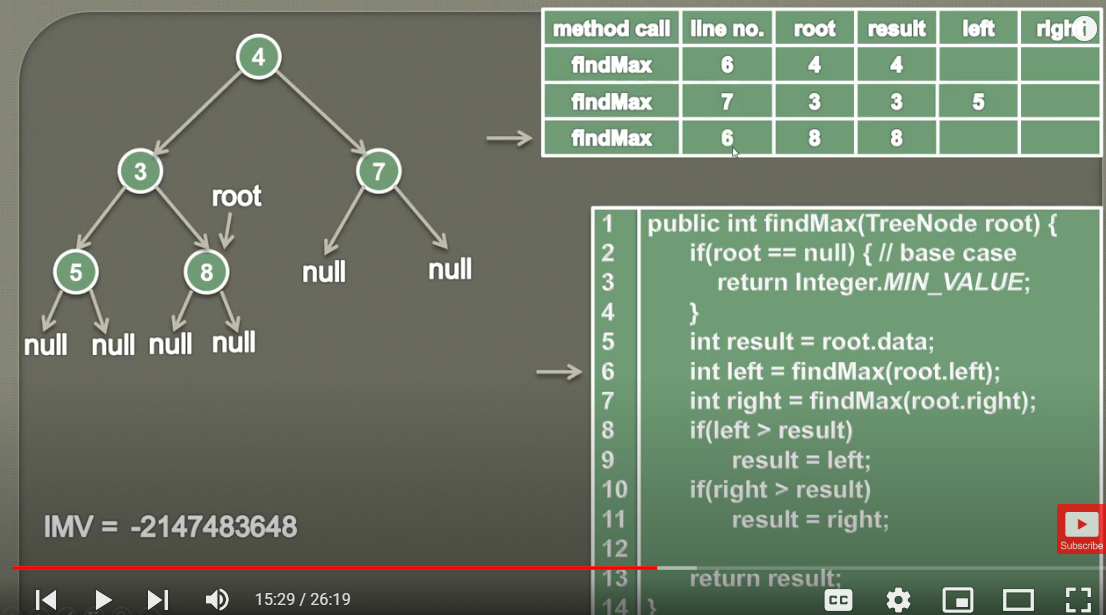 4
3
7
root
5
8
null
null
null
null
null
null
IMV = -2147483648
method call line no. root result left
findMax 6 4 4
findMax 7 3 3 5
findMax 6 8 8
1 public int findMax(TreeNode root) {
2 if(root == null) { // base case
3 return Integer.MIN_VALUE;
4 }
5 int result = root.data;
6 int left = findMax(root.left);
7 int right = findMax(root.right);
8 if(left > result)
9 result = left;
10 if(right > result)
11 result = right;
12
13 return result;
14 }
Subscribe
15:29 / 26:19
CC